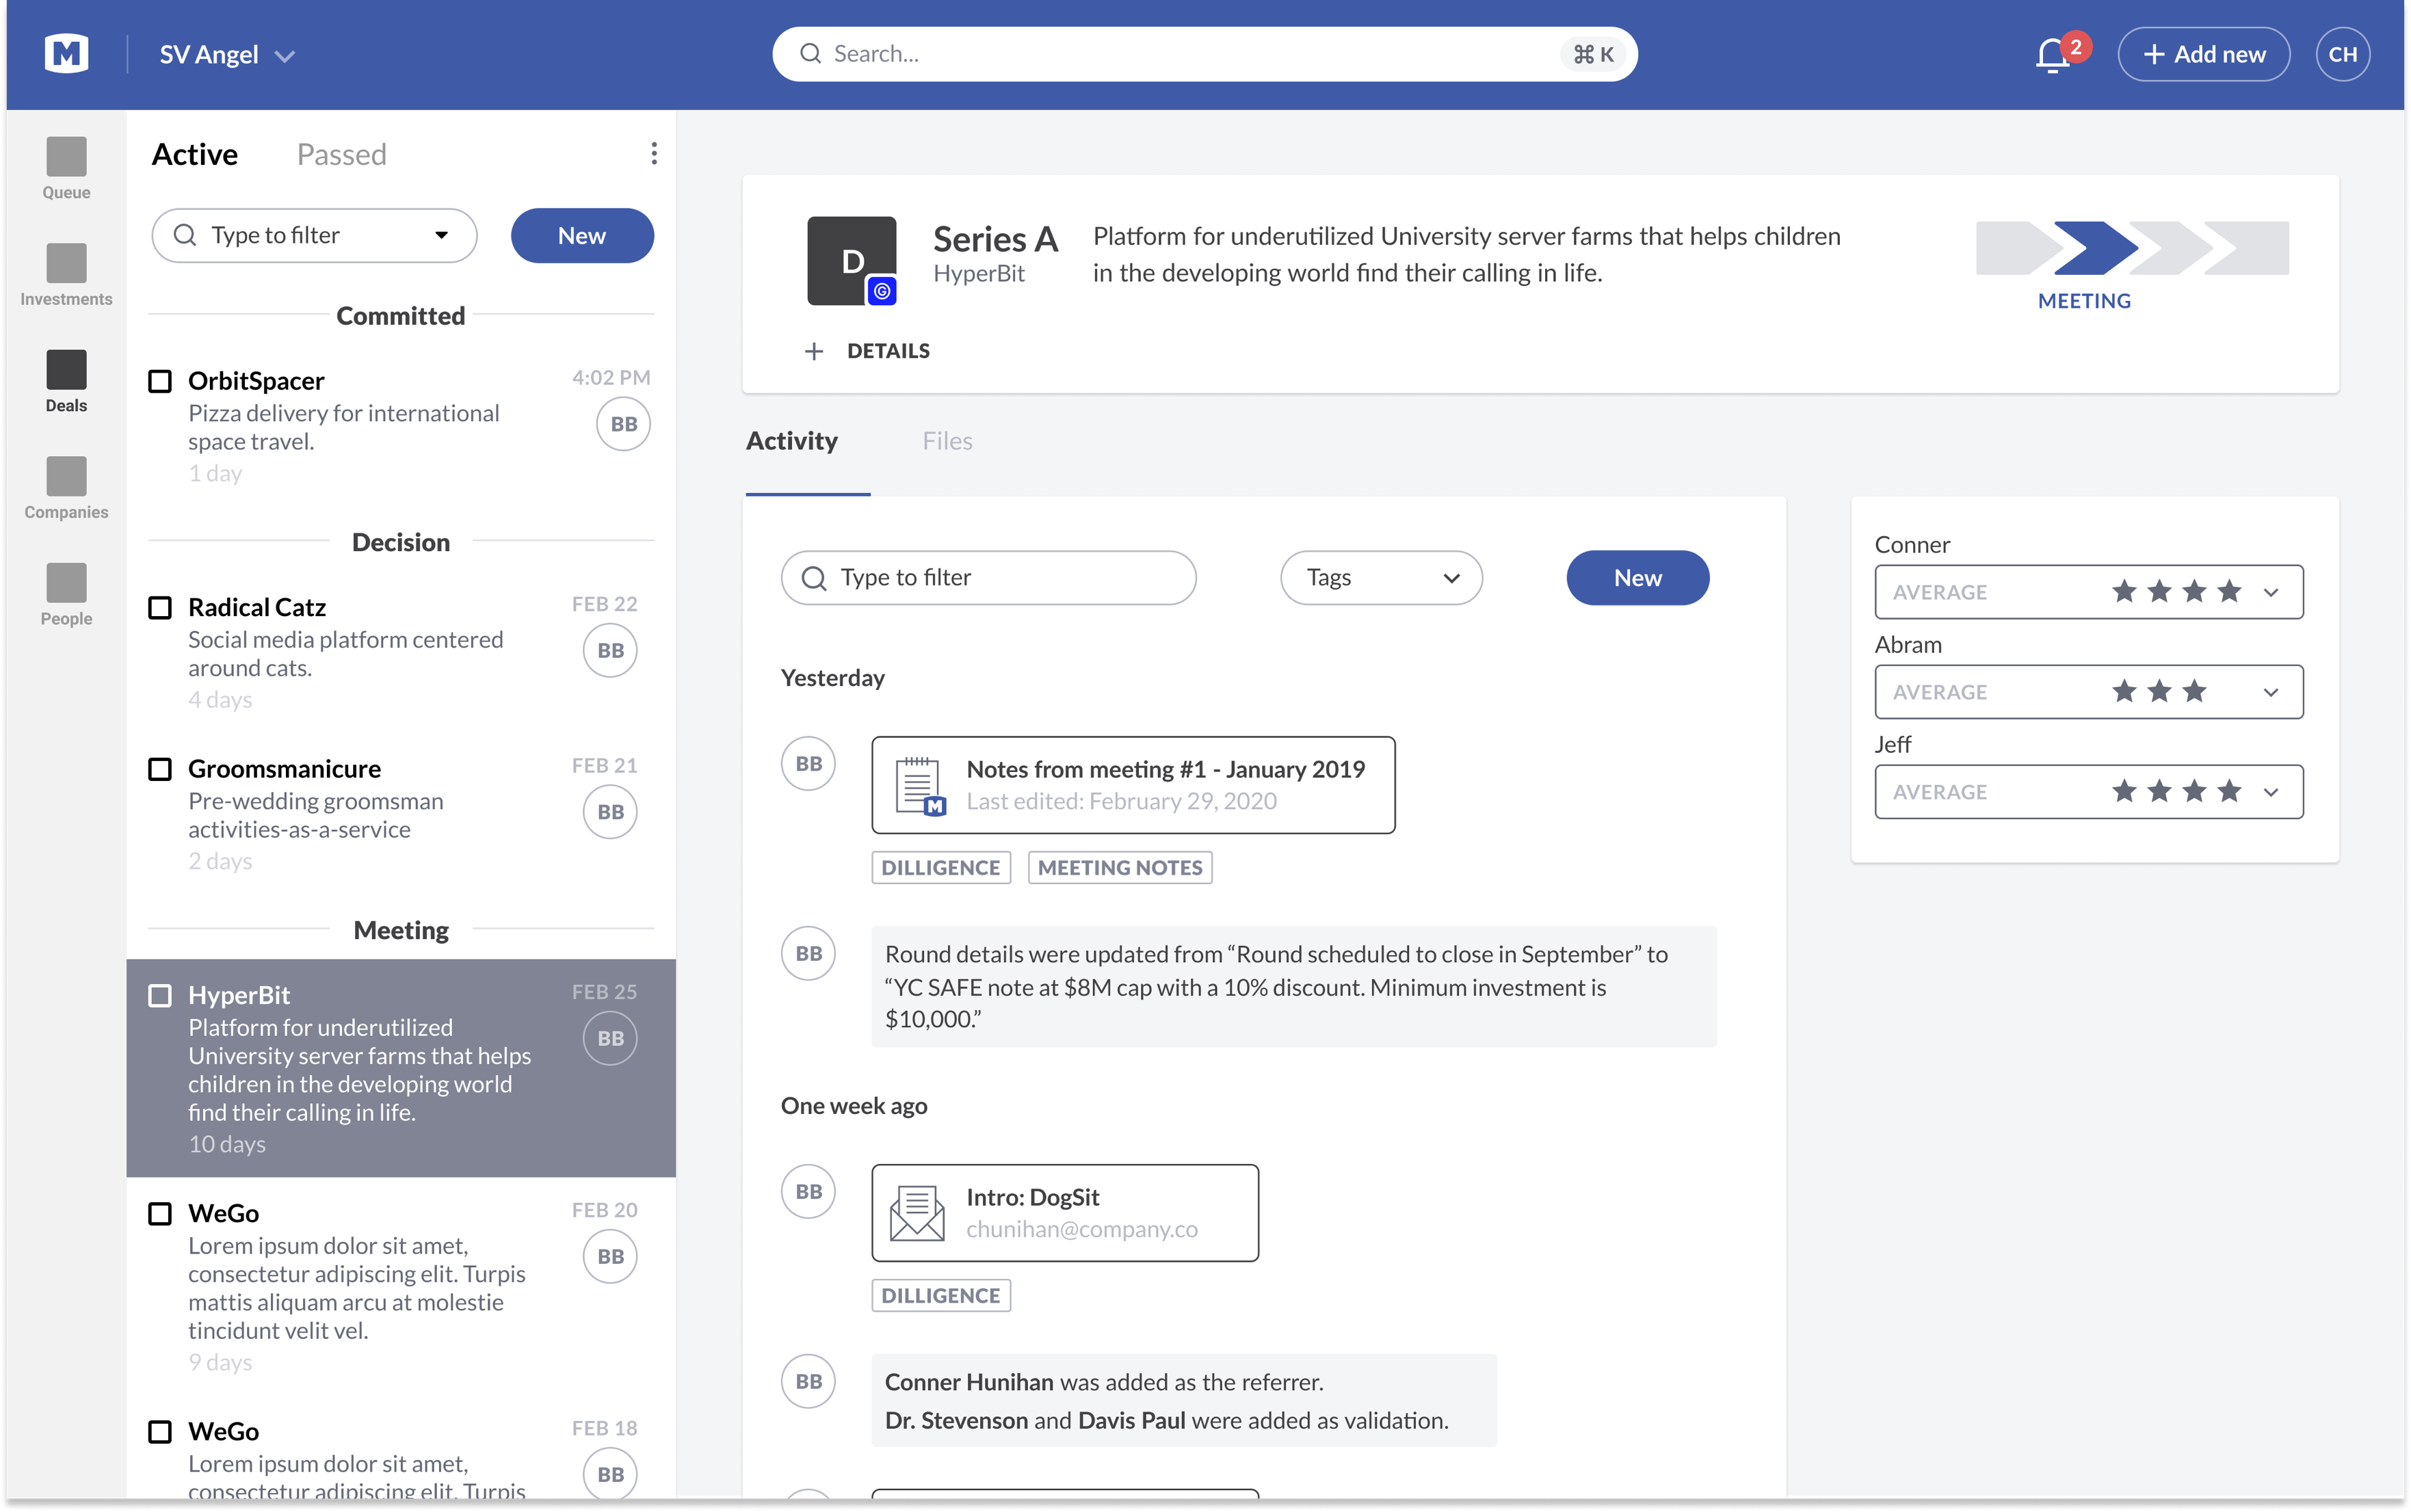 M
SV Angel
Search...
⌘ K
2
+ Add new
CH
Queue
Investments
Deals
Companies
People
Active
Passed
Type to filter
New
Committed
OrbitSpacer
4:02 PM
Pizza delivery for international
space travel.
BB
1 day
Decision
Radical Catz
FEB 22
Social media platform centered
around cats.
BB
4 days
Groomsmanicure
FEB 21
Pre-wedding groomsman
activities-as-a-service
BB
2 days
Meeting
HyperBit
FEB 25
Platform for underutilized
University server farms that helps
children in the developing world
find their calling in life.
BB
10 days
WeGo
FEB 20
Lorem ipsum dolor sit amet,
consectetur adipiscing elit. Turpis
mattis aliquam arcu at molestie
tincidunt velit vel.
BB
9 days
WeGo
FEB 18
Lorem ipsum dolor sit amet,
consectetur adipiscing elit. Turpis
BB
D
G
Series A
HyperBit
Platform for underutilized University server farms that helps children
in the developing world find their calling in life.
MEETING
+ DETAILS
Activity
Files
Type to filter
Tags
New
Yesterday
BB
M
Notes from meeting #1 - January 2019
Last edited: February 29, 2020
DILLIGENCE
MEETING NOTES
BB
Round details were updated from “Round scheduled to close in September” to
“YC SAFE note at $8M cap with a 10% discount. Minimum investment is
$10,000.”
One week ago
BB
Intro: DogSit
chunihan@company.co
DILLIGENCE
BB
Conner Hunihan was added as the referrer.
Dr. Stevenson and Davis Paul were added as validation.
Conner
AVERAGE ★ ★ ★ ★
Abram
AVERAGE ★ ★ ★
Jeff
AVERAGE ★ ★ ★ ★